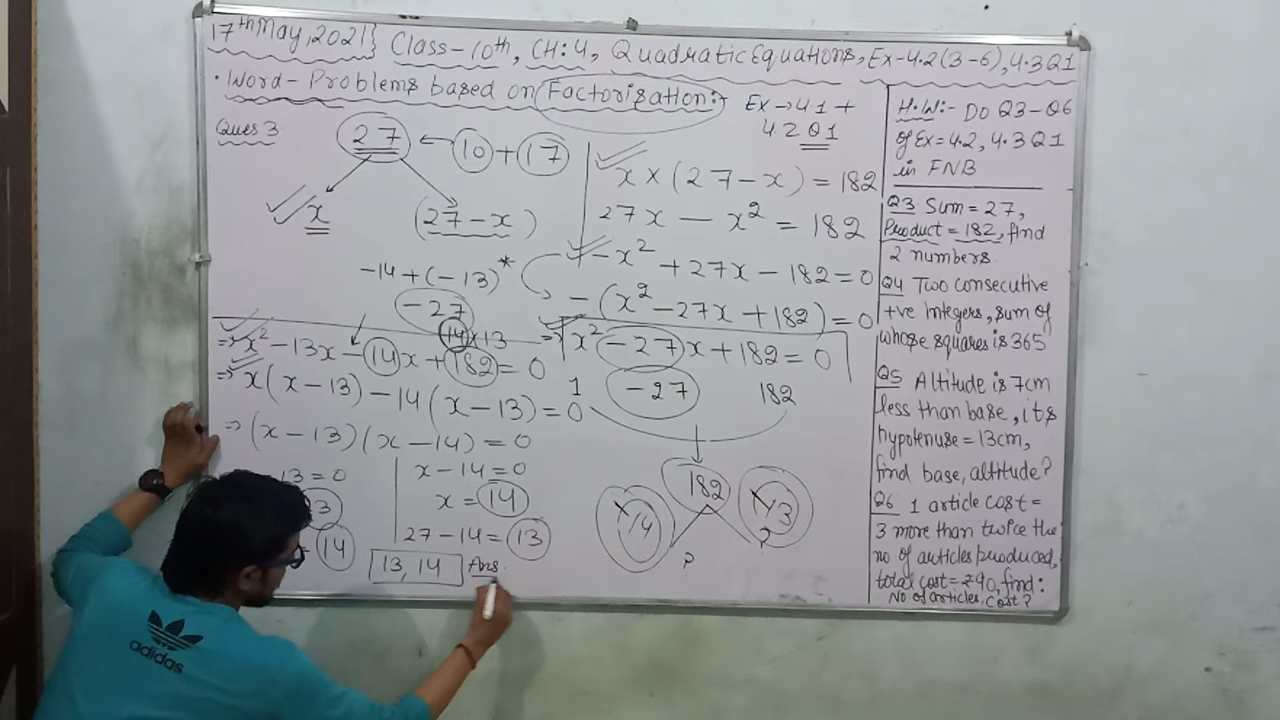 17th May, 2021} Class-10th, CH:4, Quadratic Equations, Ex-4.2(3-6), 4.3Q1
• Word-Problems based on Factorisation:-
Ex → 4.1 +
4.2 Q1
Ques 3
27 ← 10 + 17
x
(27-x)
x × (27-x) = 182
27x - x² = 182
-x² + 27x - 182 = 0
-(x² - 27x + 182) = 0
⇒ x² - 27x + 182 = 0
1 -27 182
182
14 13
? ?
-14 + (-13)*
-27
14×13
⇒ x² - 13x - 14x + 182 = 0
⇒ x(x-13) - 14(x-13) = 0
⇒ (x-13)(x-14) = 0
13 = 0
3
= 14
x - 14 = 0
x = 14
27 - 14 = 13
13, 14 Ans.
H.W:- Do Q3-Q6
of Ex=4.2, 4.3Q1
in FNB
Q3 Sum = 27,
Product = 182, find
2 numbers
Q4 Two consecutive
+ve integers, sum of
whose squares is 365
Q5 Altitude is 7cm
less than base, its
hypotenuse = 13cm,
find base, altitude?
Q6 1 article cost =
3 more than twice the
no of articles produced,
total cost = ₹90, find:
No of articles, cost?
adidas